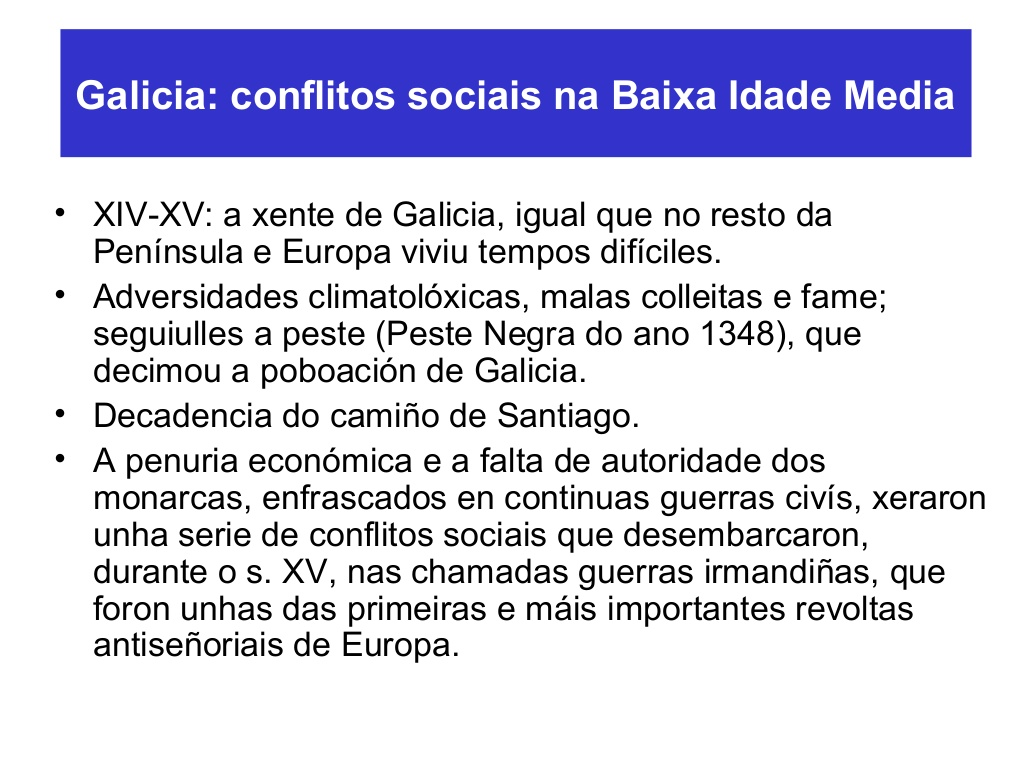 Galicia: conflitos sociais na Baixa Idade Media
• XIV-XV: a xente de Galicia, igual que no resto da
Península e Europa viviu tempos difíciles.
• Adversidades climatolóxicas, malas colleitas e fame;
seguiulles a peste (Peste Negra do ano 1348), que
decimou a poboación de Galicia.
• Decadencia do camiño de Santiago.
• A penuria económica e a falta de autoridade dos
monarcas, enfrascados en continuas guerras civís, xeraron
unha serie de conflitos sociais que desembarcaron,
durante o s. XV, nas chamadas guerras irmandiñas, que
foron unhas das primeiras e máis importantes revoltas
antiseñoriais de Europa.